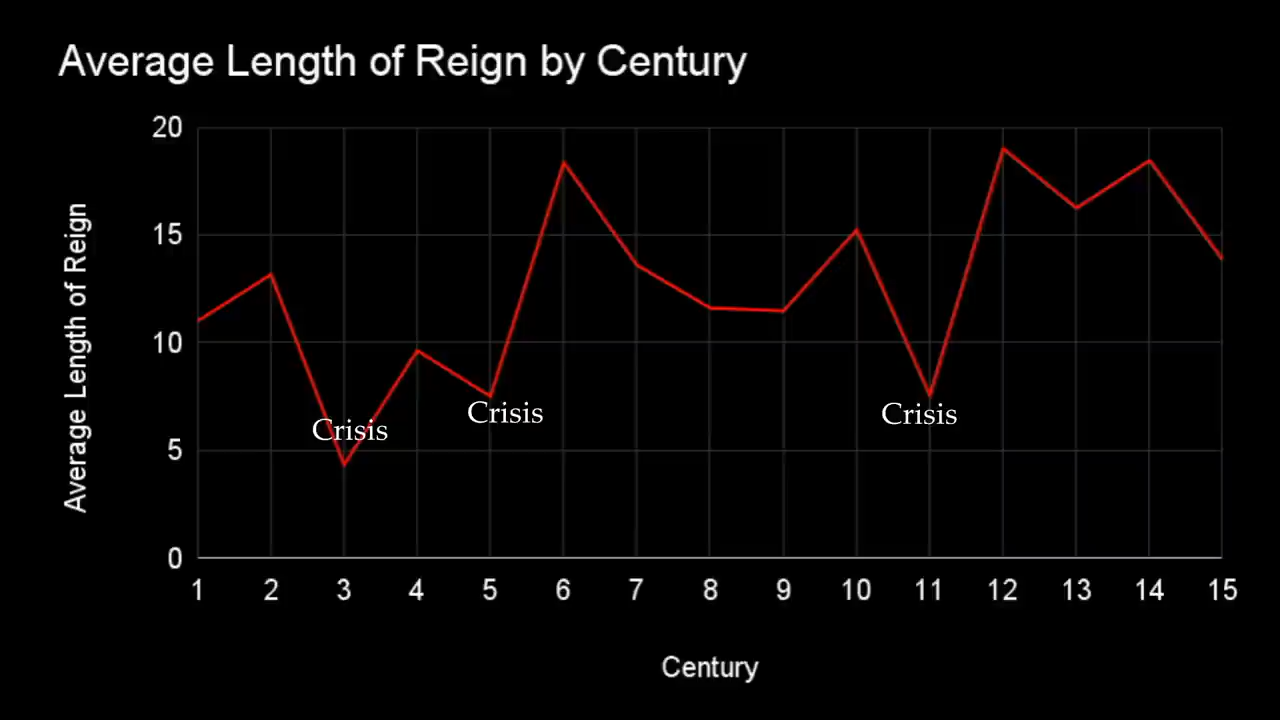 Average Length of Reign by Century
Average Length of Reign
20
15
10
5
0
Crisis
Crisis
Crisis
1 2 3 4 5 6 7 8 9 10 11 12 13 14 15
Century